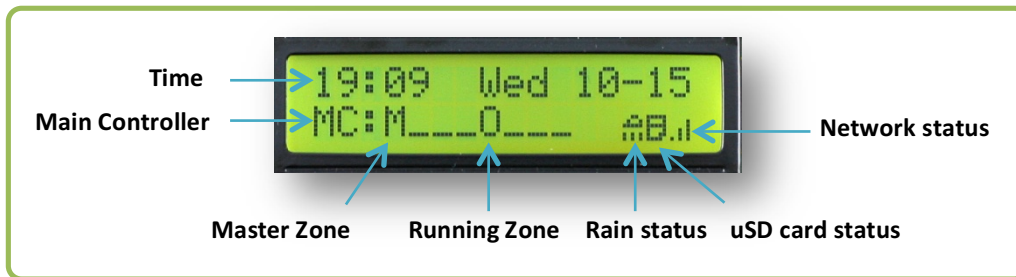 Time
19:09 Wed 10-15
Main Controller
MC:M___O___
Network status
Master Zone
Running Zone
Rain status
uSD card status